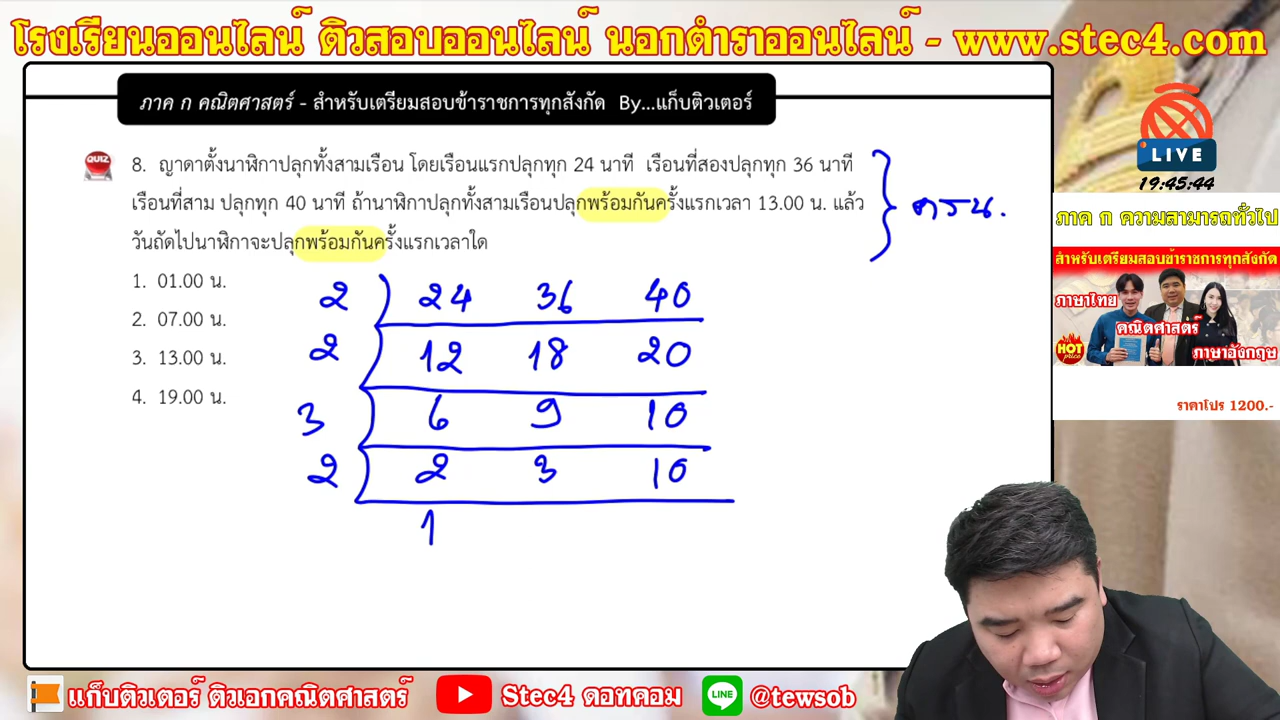 โรงเรียนออนไลน์ ติวสอบออนไลน์ นอกตำราออนไลน์ - www.stec4.com
ภาค ก คณิตศาสตร์ - สำหรับเตรียมสอบข้าราชการทุกสังกัด By...แก็บติวเตอร์
LIVE
19:45:44
QUIZ
8. ญาดาตั้งนาฬิกาปลุกทั้งสามเรือน โดยเรือนแรกปลุกทุก 24 นาที เรือนที่สองปลุกทุก 36 นาที
เรือนที่สาม ปลุกทุก 40 นาที ถ้านาฬิกาปลุกทั้งสามเรือนปลุกพร้อมกันครั้งแรกเวลา 13.00 น. แล้ว
วันถัดไปนาฬิกาจะปลุกพร้อมกันครั้งแรกเวลาใด
ครน.
1. 01.00 น.
2. 07.00 น.
3. 13.00 น.
4. 19.00 น.
2 ) 24 36 40
2 ) 12 18 20
3 ) 6 9 10
2 ) 2 3 10
1
ภาค ก ความสามารถทั่วไป
สำหรับเตรียมสอบข้าราชการทุกสังกัด
ภาษาไทย
คณิตศาสตร์
HOT
price
ภาษาอังกฤษ
ราคาโปร 1200.-
แก็บติวเตอร์ ติวเอกคณิตศาสตร์
Stec4 ดอทคอม
LINE
@tewsob